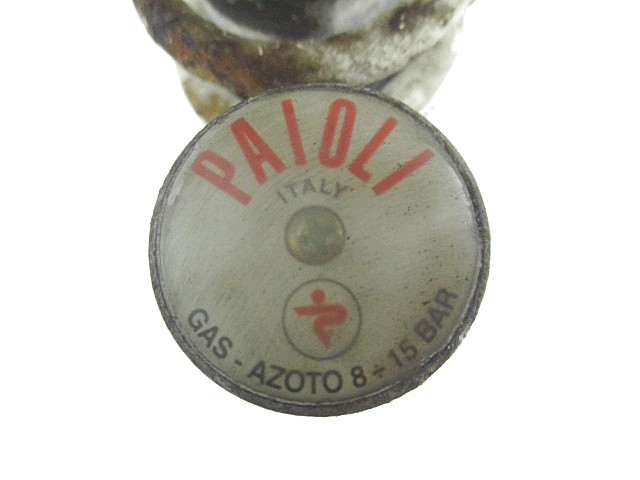 PAIOLI
ITALY
GAS - AZOTO 8 ÷ 15 BAR